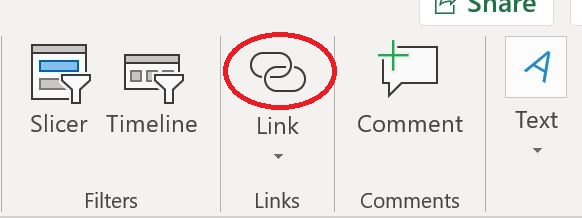 Share
Slicer
Timeline
Link
Comment
Text
Filters
Links
Comments